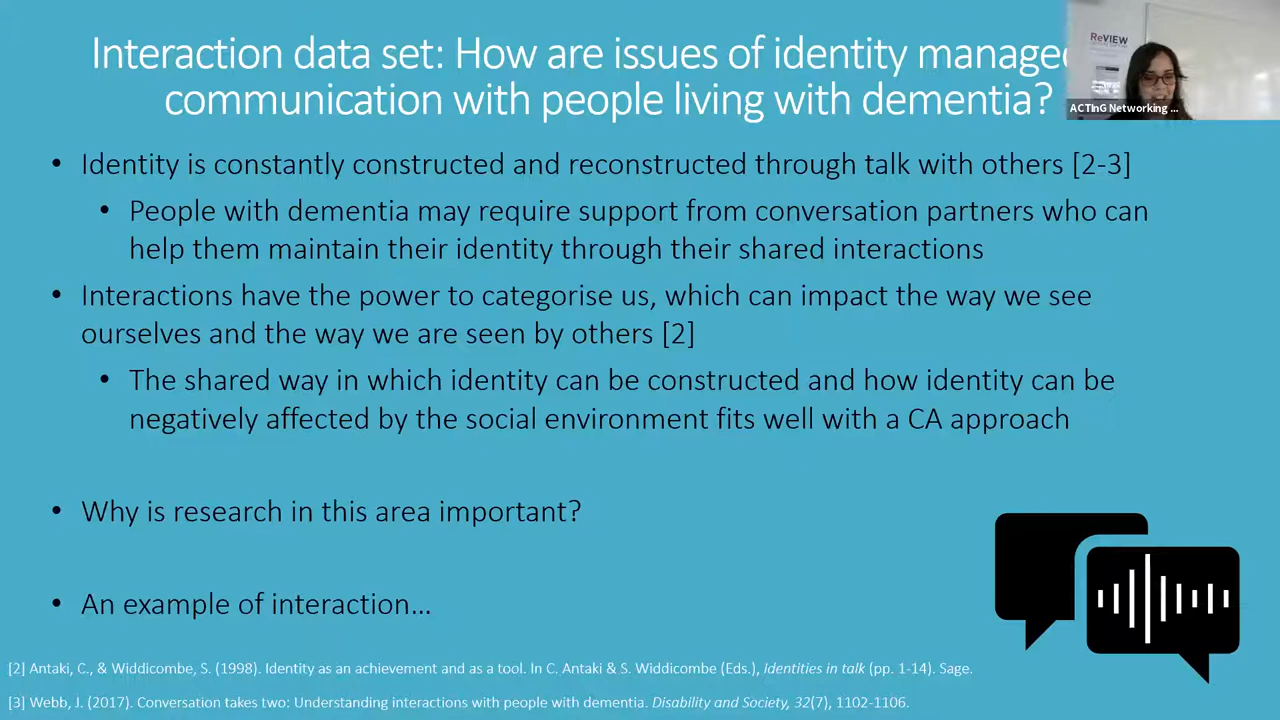 Interaction data set: How are issues of identity manage
communication with people living with dementia?
ReVIEW
ACTInG Networking ...
• Identity is constantly constructed and reconstructed through talk with others [2-3]
• People with dementia may require support from conversation partners who can
help them maintain their identity through their shared interactions
• Interactions have the power to categorise us, which can impact the way we see
ourselves and the way we are seen by others [2]
• The shared way in which identity can be constructed and how identity can be
negatively affected by the social environment fits well with a CA approach
• Why is research in this area important?
• An example of interaction...
[2] Antaki, C., & Widdicombe, S. (1998). Identity as an achievement and as a tool. In C. Antaki & S. Widdicombe (Eds.), Identities in talk (pp. 1-14). Sage.
[3] Webb, J. (2017). Conversation takes two: Understanding interactions with people with dementia. Disability and Society, 32(7), 1102-1106.